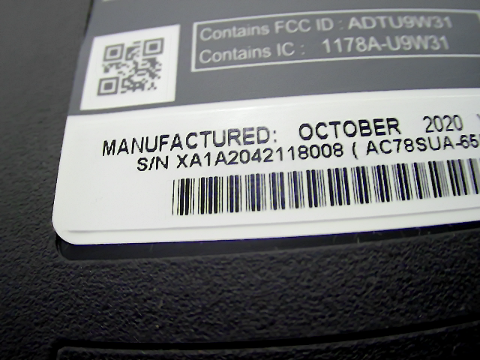 Contains FCC ID : ADTU9W31
Contains IC : 1178A-U9W31
MANUFACTURED: OCTOBER 2020
S/N XA1A2042118008 ( AC78SUA-65